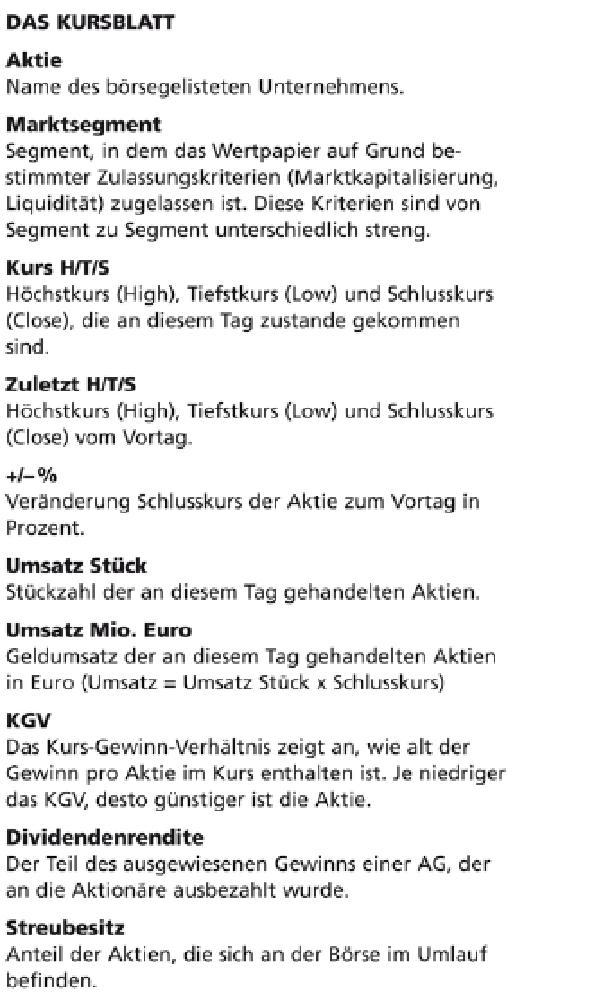 DAS KURSBLATT
Aktie
Name des börsegelisteten Unternehmens.
Marktsegment
Segment, in dem das Wertpapier auf Grund be-
stimmter Zulassungskriterien (Marktkapitalisierung,
Liquidität) zugelassen ist. Diese Kriterien sind von
Segment zu Segment unterschiedlich streng.
Kurs H/T/S
Höchstkurs (High), Tiefstkurs (Low) und Schlusskurs
(Close), die an diesem Tag zustande gekommen
sind.
Zuletzt H/T/S
Höchstkurs (High), Tiefstkurs (Low) und Schlusskurs
(Close) vom Vortag.
+/–%
Veränderung Schlusskurs der Aktie zum Vortag in
Prozent.
Umsatz Stück
Stückzahl der an diesem Tag gehandelten Aktien.
Umsatz Mio. Euro
Geldumsatz der an diesem Tag gehandelten Aktien
in Euro (Umsatz = Umsatz Stück x Schlusskurs)
KGV
Das Kurs-Gewinn-Verhältnis zeigt an, wie alt der
Gewinn pro Aktie im Kurs enthalten ist. Je niedriger
das KGV, desto günstiger ist die Aktie.
Dividendenrendite
Der Teil des ausgewiesenen Gewinns einer AG, der
an die Aktionäre ausbezahlt wurde.
Streubesitz
Anteil der Aktien, die sich an der Börse im Umlauf
befinden.